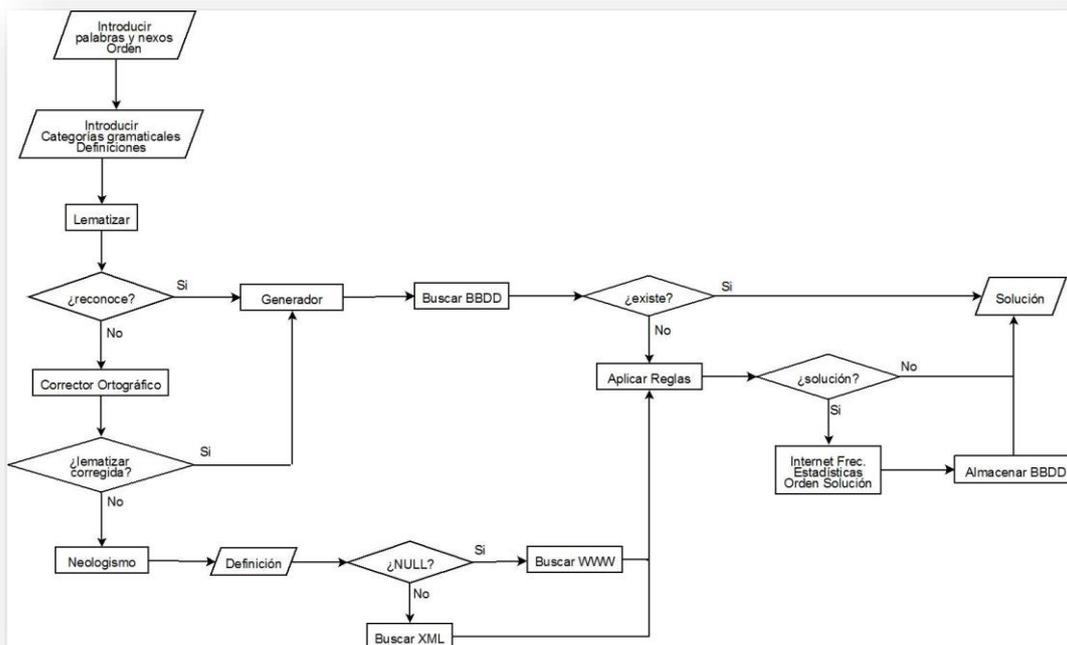 Introducir
palabras y nexos
Orden
Introducir
Categorías gramaticales
Definiciones
Lematizar
¿reconoce?
Si
No
Generador
Buscar BBDD
¿existe?
Si
No
Solución
Corrector Ortográfico
Aplicar Reglas
¿solución?
No
Si
¿lematizar
corregida?
Si
No
Internet Frec.
Estadísticas
Orden Solución
Almacenar BBDD
Neologismo
Definición
¿NULL?
Si
No
Buscar WWW
Buscar XML